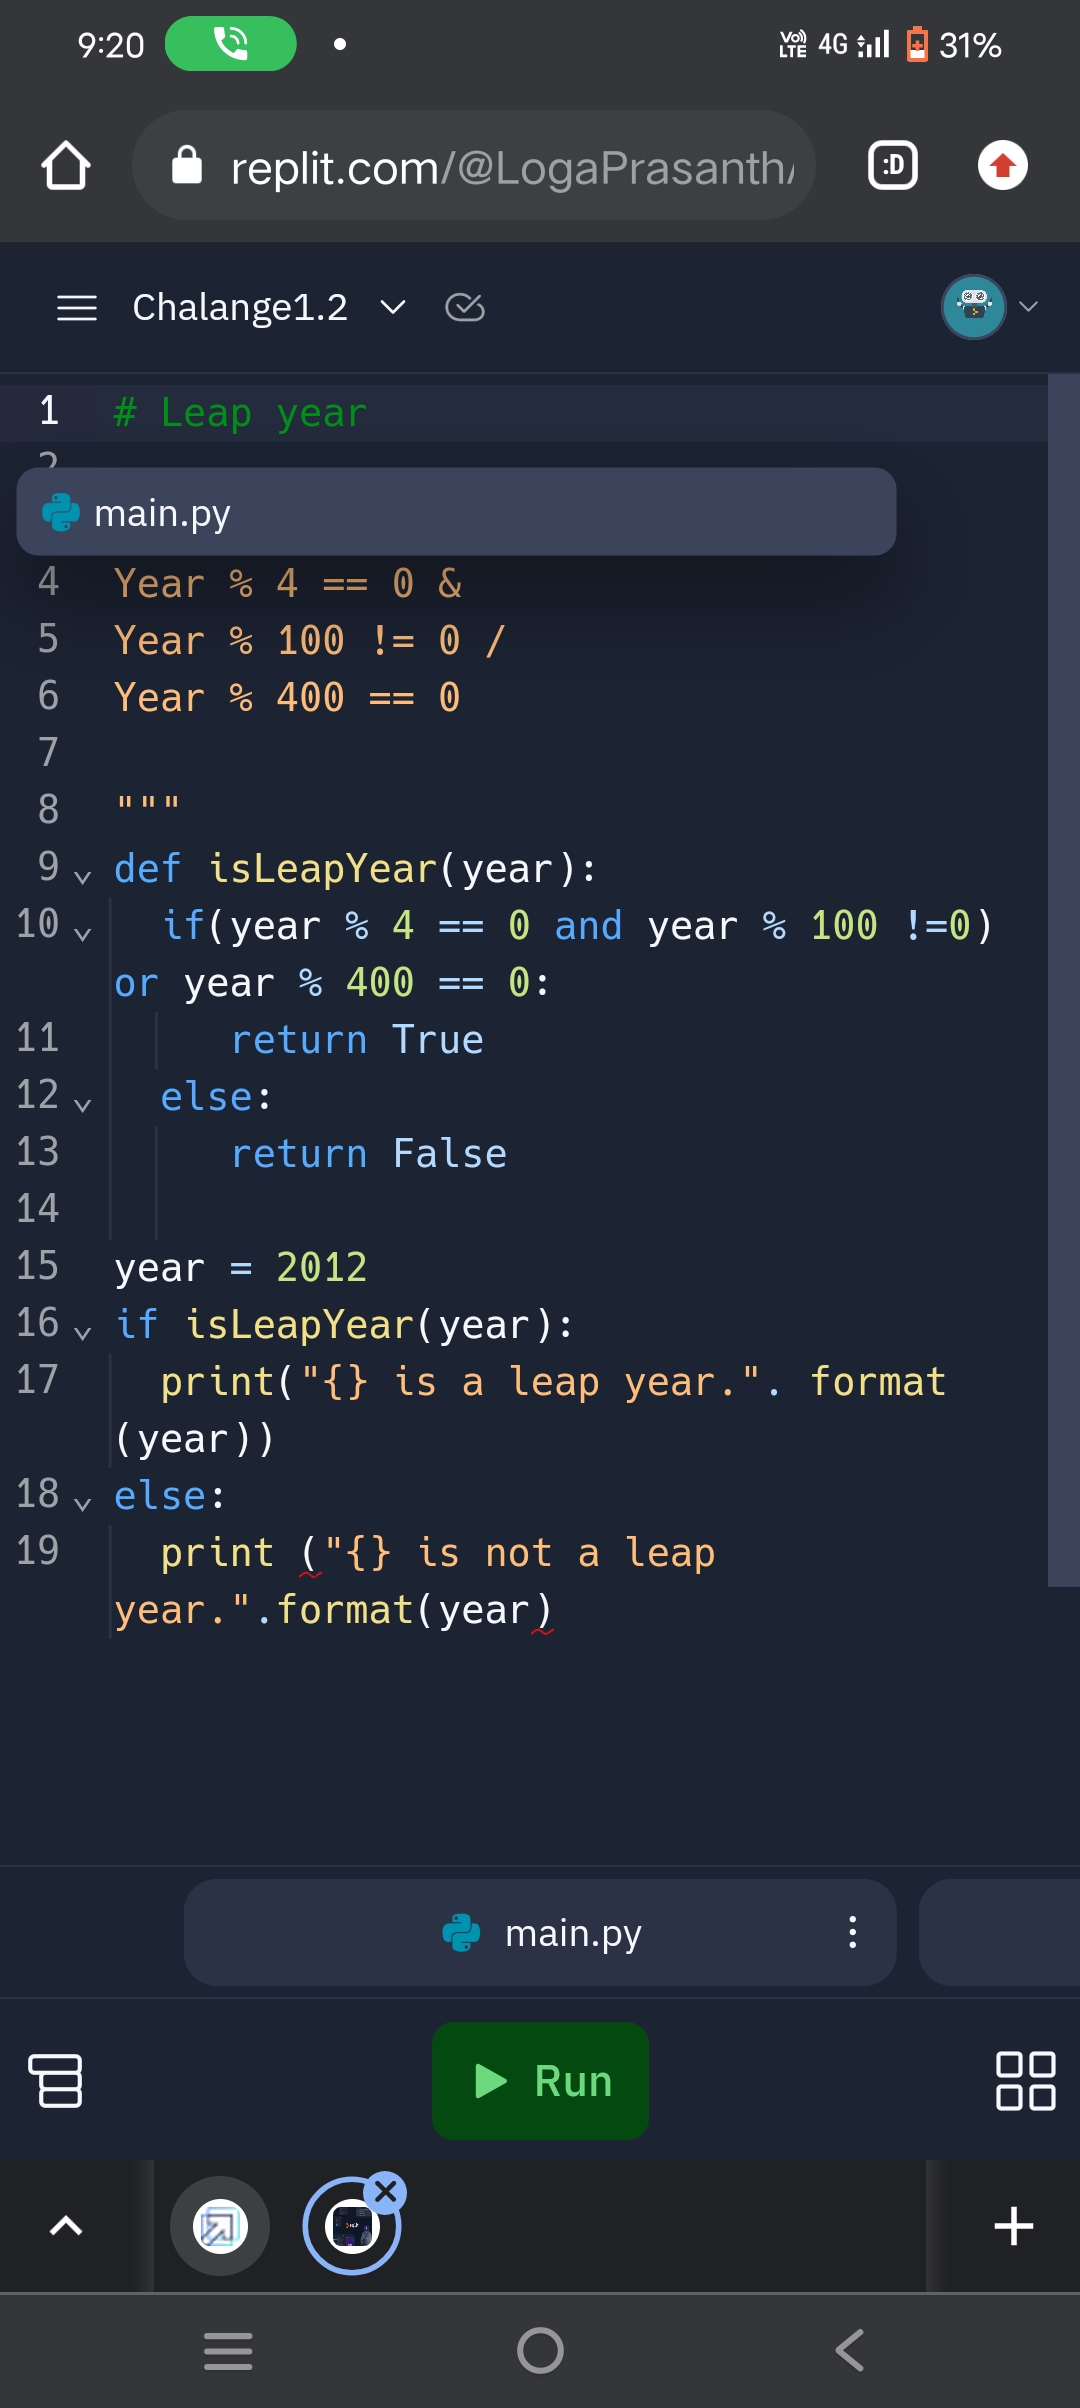 9:20
Vo)) LTE 4G 31%
replit.com/@LogaPrasanth/
:D
Chalange1.2
1 # Leap year
2
main.py
4 Year % 4 == 0 &
5 Year % 100 != 0 /
6 Year % 400 == 0
7
8 """
9 def isLeapYear(year):
10 if(year % 4 == 0 and year % 100 !=0)
or year % 400 == 0:
11 return True
12 else:
13 return False
14
15 year = 2012
16 if isLeapYear(year):
17 print("{} is a leap year.". format
(year))
18 else:
19 print ("{} is not a leap
year.".format(year)
main.py
Run